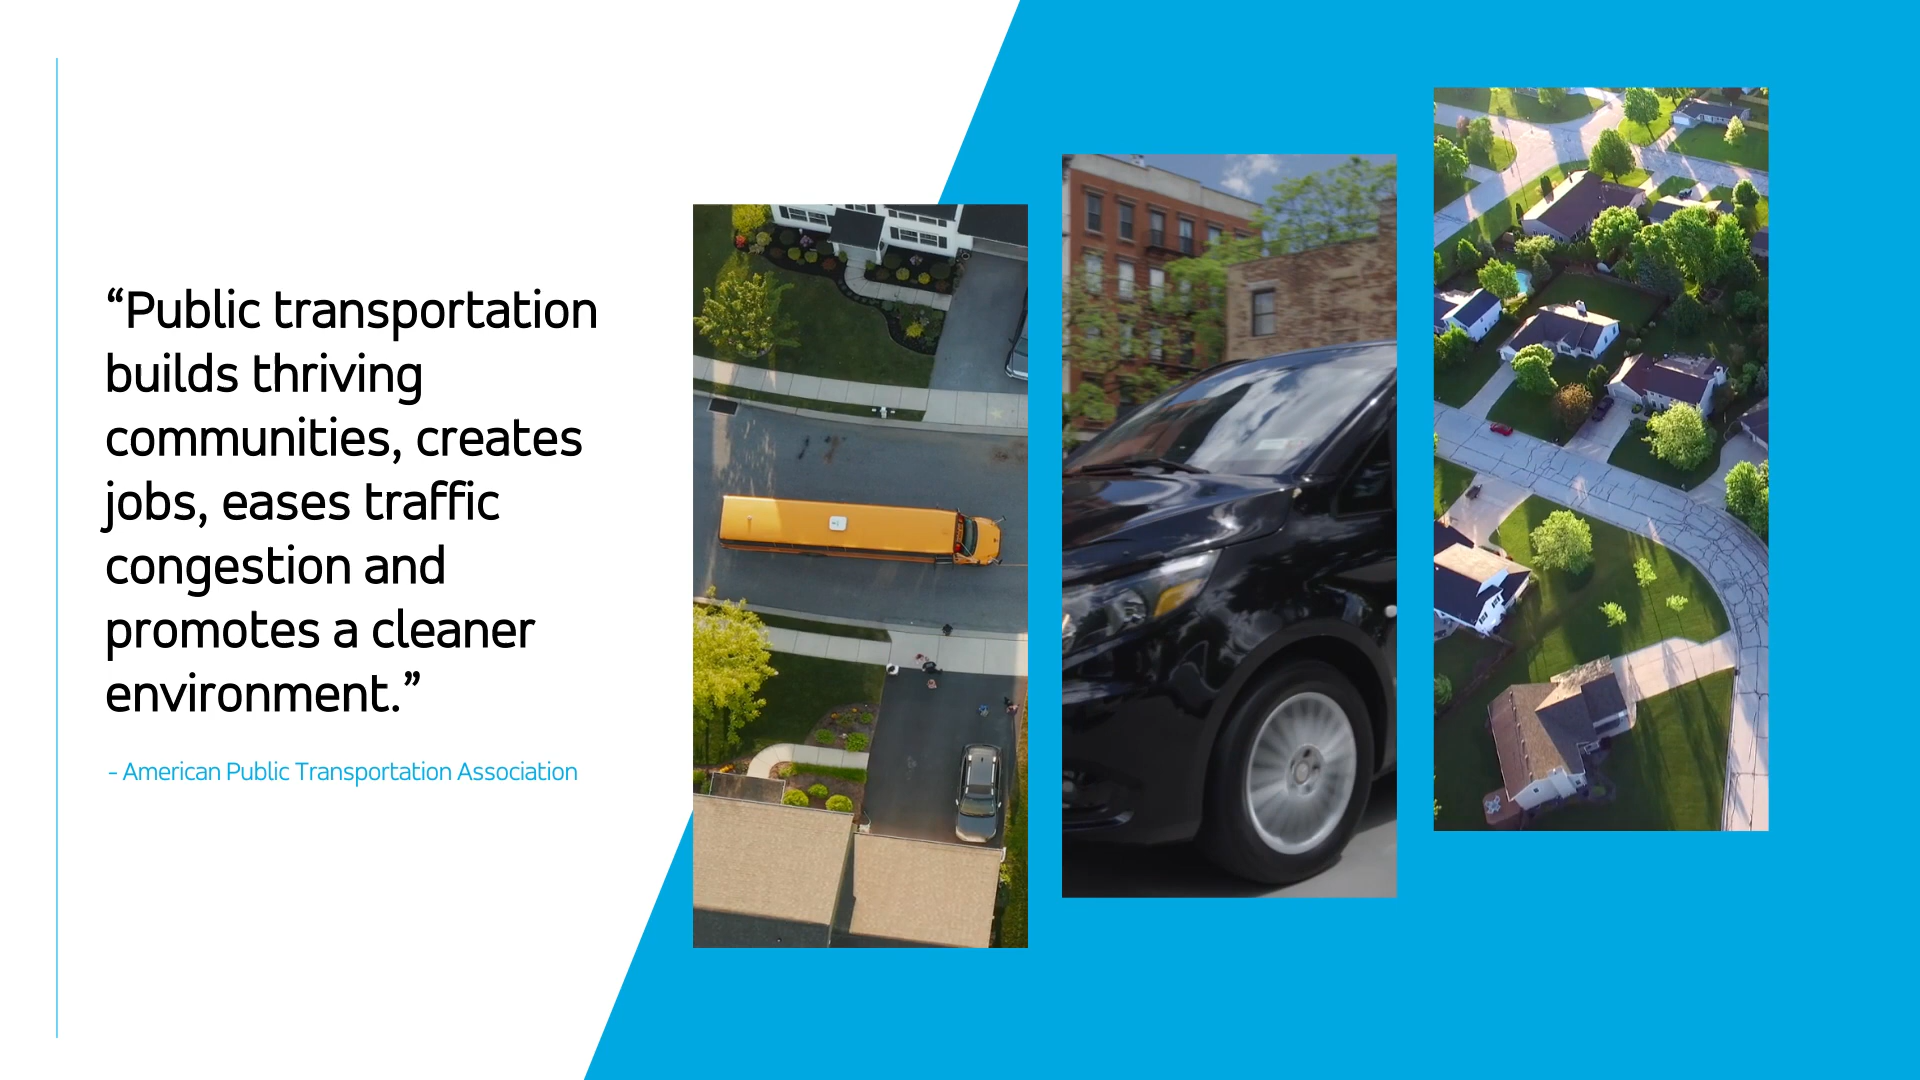 “Public transportation
builds thriving
communities, creates
jobs, eases traffic
congestion and
promotes a cleaner
environment.”
- American Public Transportation Association